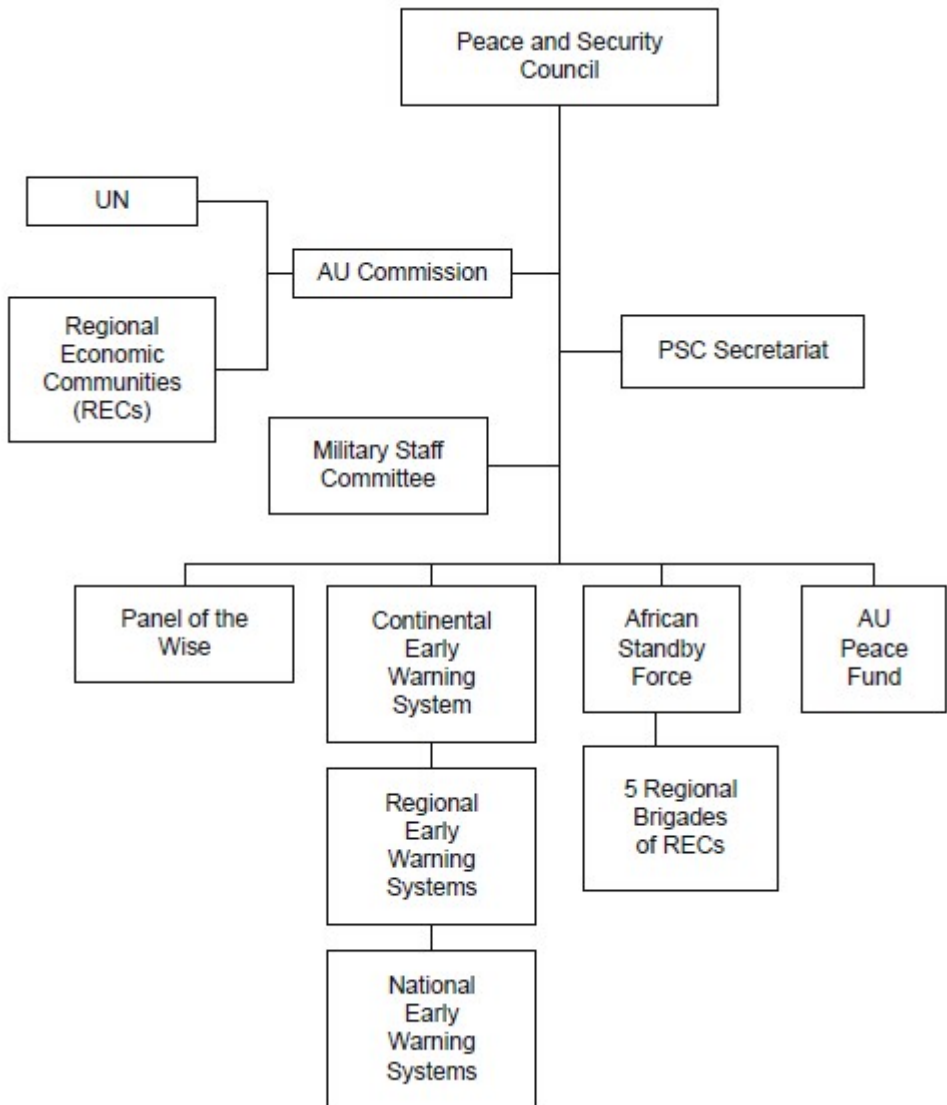 Peace and Security
Council
UN
AU Commission
Regional
Economic
Communities
(RECs)
PSC Secretariat
Military Staff
Committee
Panel of the
Wise
Continental
Early
Warning
System
African
Standby
Force
AU
Peace
Fund
Regional
Early
Warning
Systems
5 Regional
Brigades
of RECs
National
Early
Warning
Systems